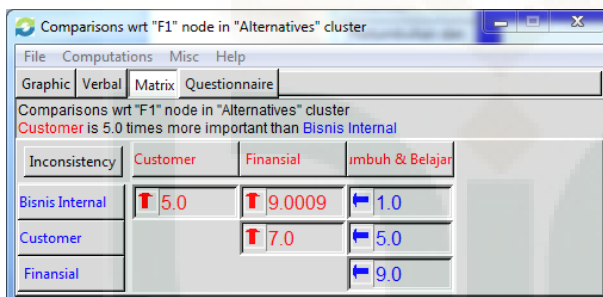 Comparisons wrt "F1" node in "Alternatives" cluster
File Computations Misc Help
Graphic Verbal Matrix Questionnaire
Comparisons wrt "F1" node in "Alternatives" cluster
Customer is 5.0 times more important than Bisnis Internal
Inconsistency Customer Finansial umbuh & Belajar
Bisnis Internal 5.0 9.0009 1.0
Customer 7.0 5.0
Finansial 9.0